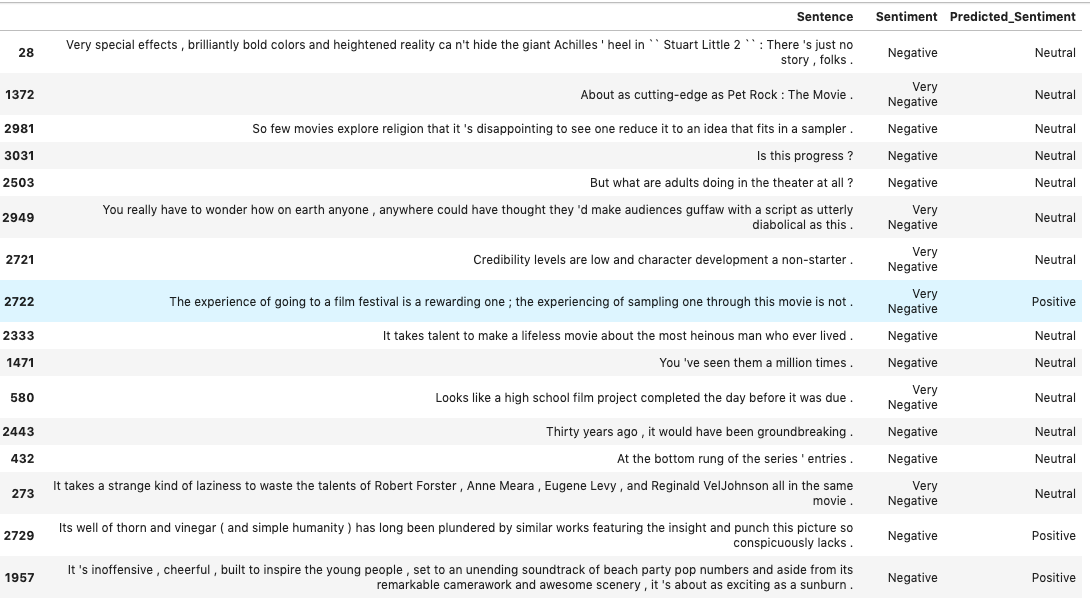 Sentence Sentiment Predicted_Sentiment
28 Very special effects , brilliantly bold colors and heightened reality ca n't hide the giant Achilles ' heel in `` Stuart Little 2 `` : There 's just no
story , folks . Negative Neutral
1372 About as cutting-edge as Pet Rock : The Movie . Very
Negative Neutral
2981 So few movies explore religion that it 's disappointing to see one reduce it to an idea that fits in a sampler . Negative Neutral
3031 Is this progress ? Negative Neutral
2503 But what are adults doing in the theater at all ? Negative Neutral
2949 You really have to wonder how on earth anyone , anywhere could have thought they 'd make audiences guffaw with a script as utterly
diabolical as this . Very
Negative Neutral
2721 Credibility levels are low and character development a non-starter . Very
Negative Neutral
2722 The experience of going to a film festival is a rewarding one ; the experiencing of sampling one through this movie is not . Very
Negative Positive
2333 It takes talent to make a lifeless movie about the most heinous man who ever lived . Negative Neutral
1471 You 've seen them a million times . Negative Neutral
580 Looks like a high school film project completed the day before it was due . Very
Negative Neutral
2443 Thirty years ago , it would have been groundbreaking . Negative Neutral
432 At the bottom rung of the series ' entries . Negative Neutral
273 It takes a strange kind of laziness to waste the talents of Robert Forster , Anne Meara , Eugene Levy , and Reginald VelJohnson all in the same
movie . Very
Negative Neutral
2729 Its well of thorn and vinegar ( and simple humanity ) has long been plundered by similar works featuring the insight and punch this picture so
conspicuously lacks . Negative Positive
1957 It 's inoffensive , cheerful , built to inspire the young people , set to an unending soundtrack of beach party pop numbers and aside from its
remarkable camerawork and awesome scenery , it 's about as exciting as a sunburn . Negative Positive